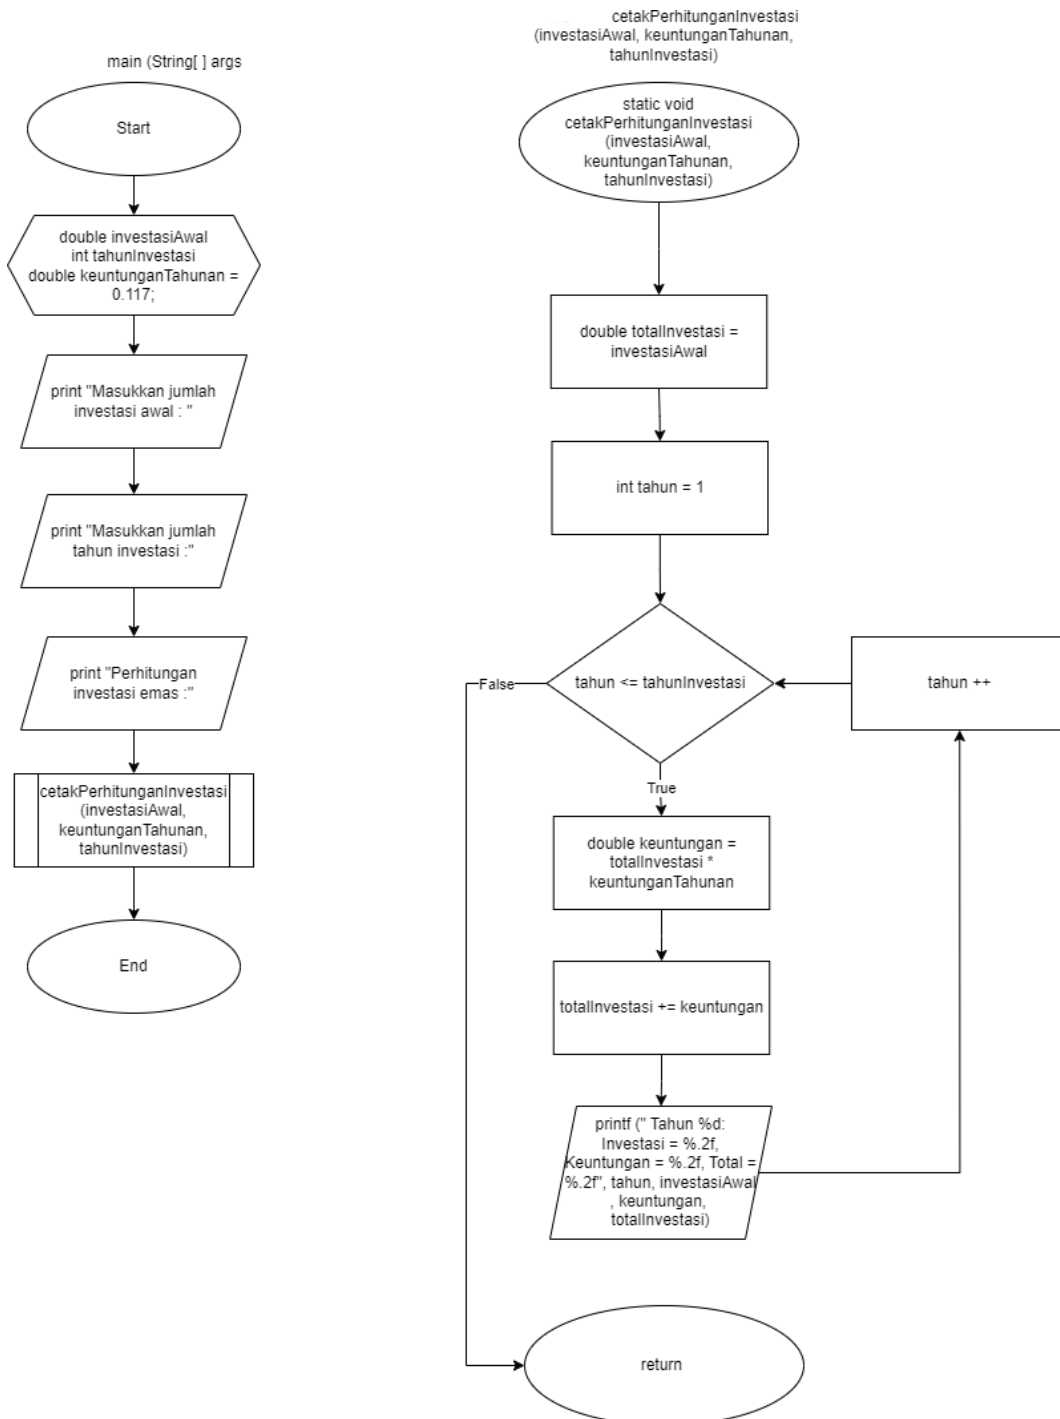 main (String[ ] args
Start
double investasiAwal
int tahunInvestasi
double keuntunganTahunan =
0.117;
print "Masukkan jumlah
investasi awal : "
print "Masukkan jumlah
tahun investasi :"
print "Perhitungan
investasi emas :"
cetakPerhitunganInvestasi
(investasiAwal,
keuntunganTahunan,
tahunInvestasi)
End
cetakPerhitunganInvestasi
(investasiAwal, keuntunganTahunan,
tahunInvestasi)
static void
cetakPerhitunganInvestasi
(investasiAwal,
keuntunganTahunan,
tahunInvestasi)
double totalInvestasi =
investasiAwal
int tahun = 1
tahun <= tahunInvestasi
False
tahun ++
True
double keuntungan =
totalInvestasi *
keuntunganTahunan
totalInvestasi += keuntungan
printf (" Tahun %d:
Investasi = %.2f,
Keuntungan = %.2f, Total =
%.2f", tahun, investasiAwal
, keuntungan,
totalInvestasi)
return